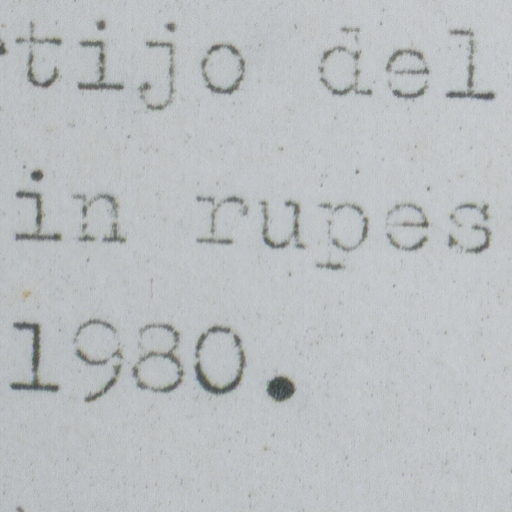 rtijo del
in rupes
1980.